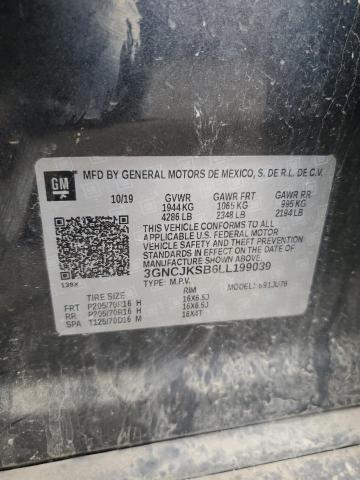 GM
MFD BY GENERAL MOTORS DE MEXICO, S. DE R.L. DE C.V.
10/19 GVWR GAWR FRT GAWR RR
1944 KG 1065 KG 995 KG
4286 LB 2348 LB 2194 LB
THIS VEHICLE CONFORMS TO ALL APPLICABLE
FEDERAL MOTOR VEHICLE SAFETY, BUMPER,
AND THEFT PREVENTION
STANDARDS IN EFFECT ON THE DATE OF
MANUFACTURE SHOWN ABOVE.
3GNCJKSB6LL199039
TYPE: M.P.V. MODEL: 
TIRE SIZE RIM
FRT P205/70R16 H 16X6.5J
RR P205/70R16 H 16X6.5J
SPA T125/70D16 M 16X4T